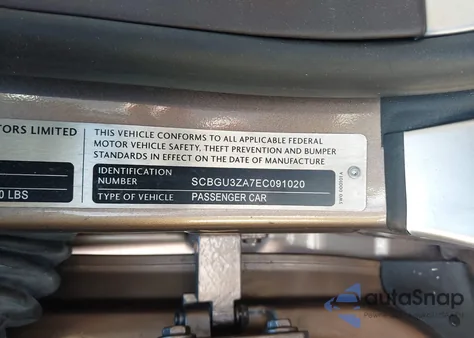 TORS LIMITED
THIS VEHICLE CONFORMS TO ALL APPLICABLE FEDERAL
MOTOR VEHICLE SAFETY, THEFT PREVENTION AND BUMPER
STANDARDS IN EFFECT ON THE DATE OF MANUFACTURE
IDENTIFICATION
NUMBER
SCBGU3ZA7EC091020
0 LBS
TYPE OF VEHICLE
PASSENGER CAR
autoSnap